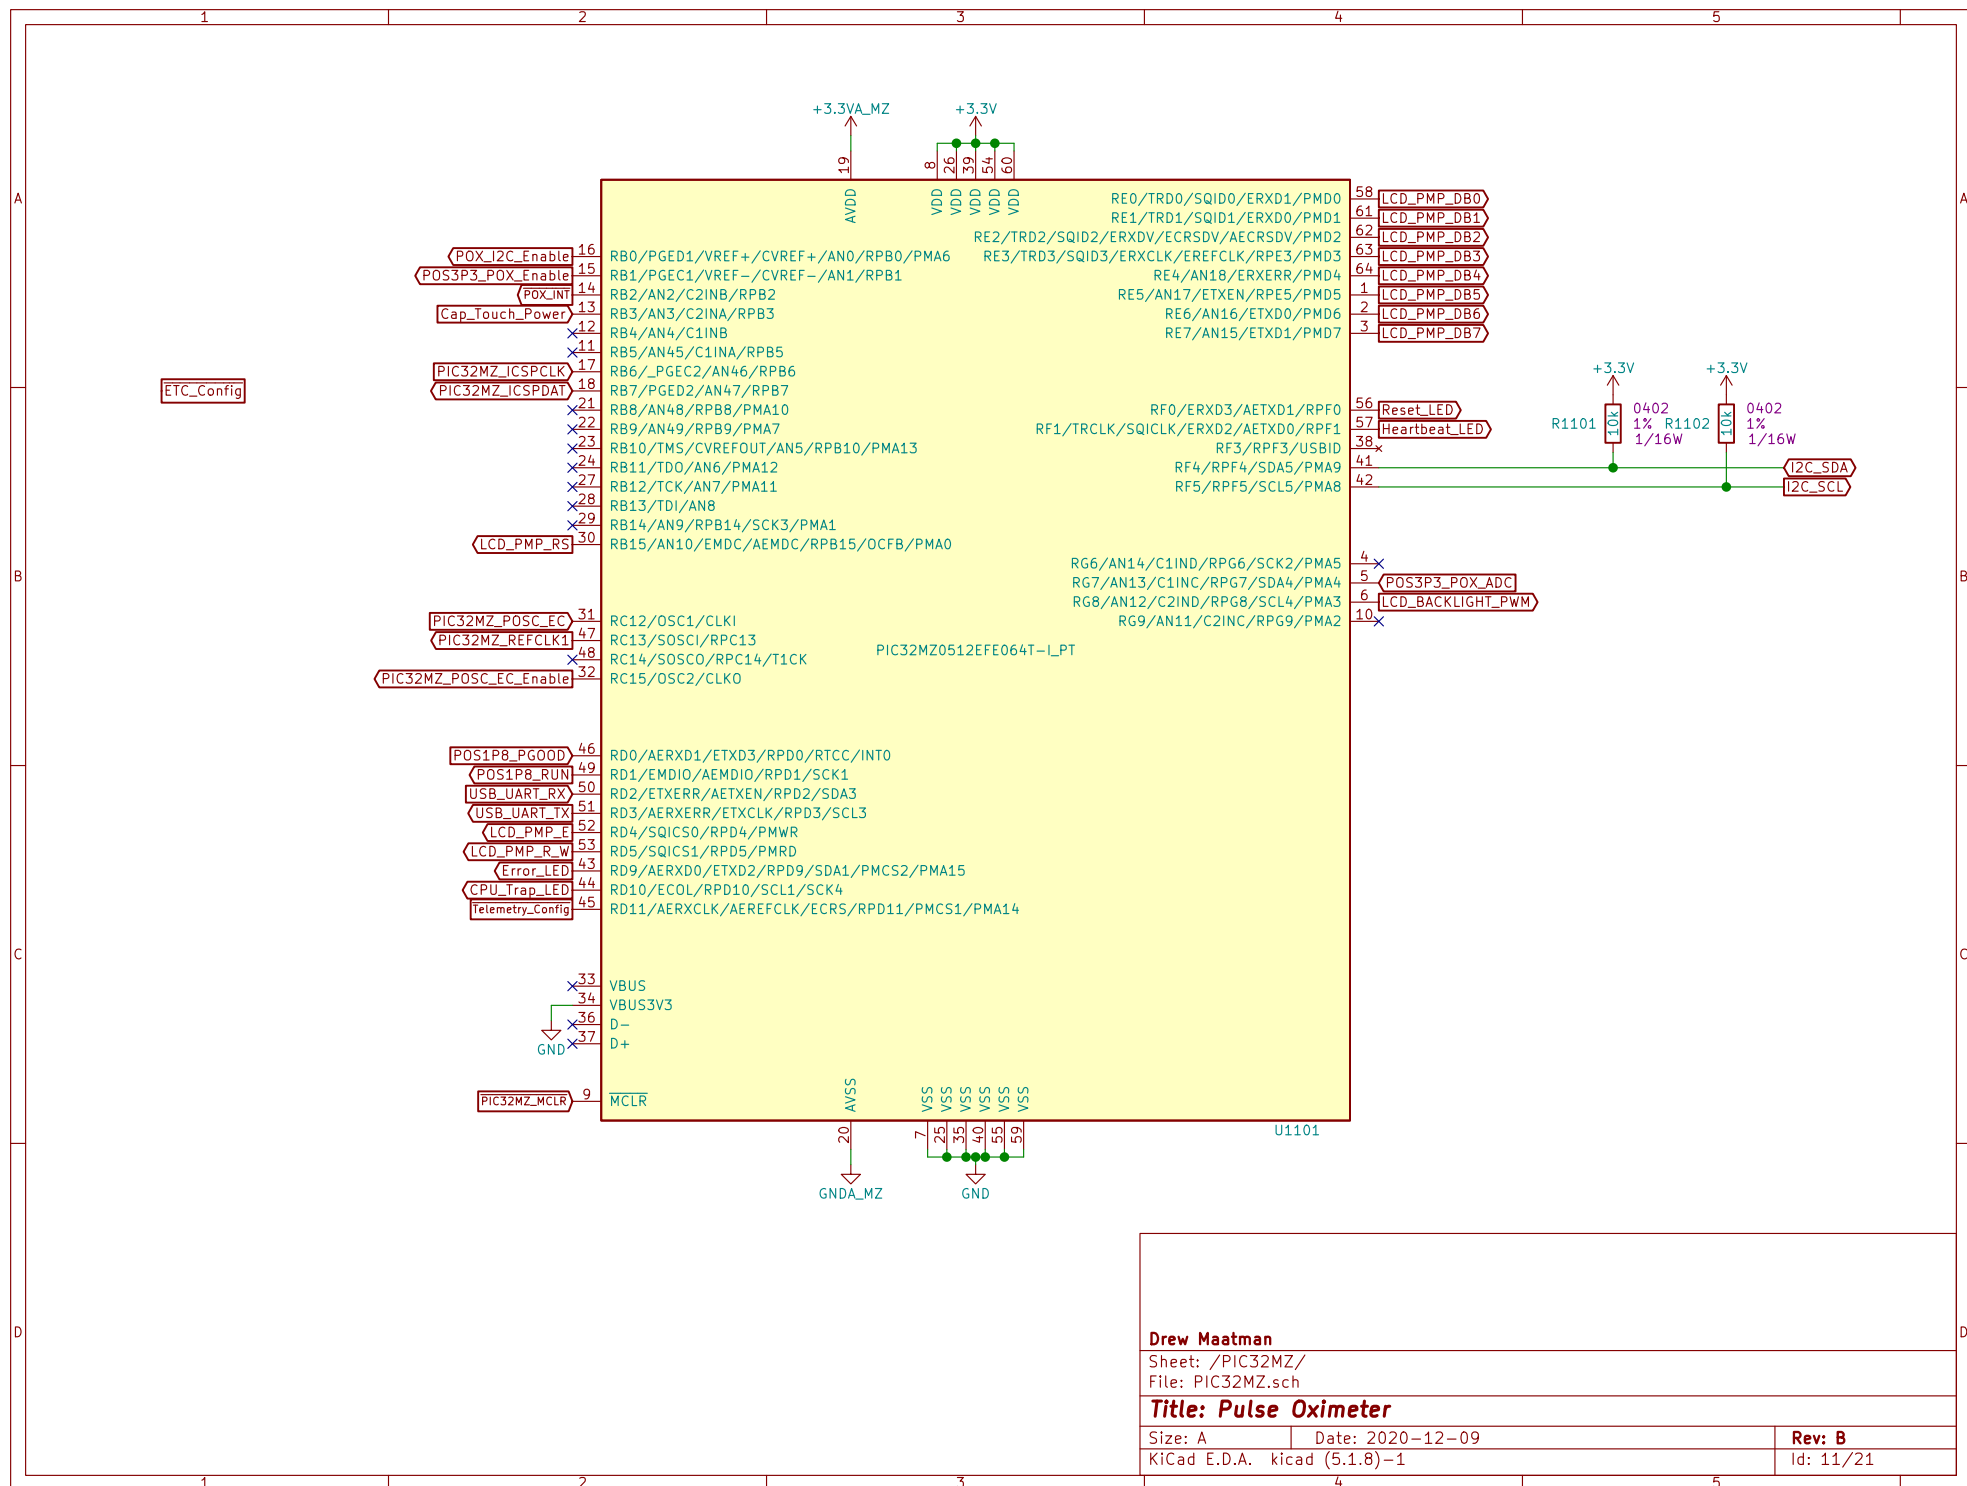 1 2 3 4 5
+3.3VA_MZ +3.3V
19 8 26 39 54 60
AVDD VDD VDD VDD VDD VDD
A A
RE0/TRD0/SQID0/ERXD1/PMD0 58 LCD_PMP_DB0
RE1/TRD1/SQID1/ERXD0/PMD1 61 LCD_PMP_DB1
RE2/TRD2/SQID2/ERXDV/ECRSDV/AECRSDV/PMD2 62 LCD_PMP_DB2
POX_I2C_Enable 16 RB0/PGED1/VREF+/CVREF+/AN0/RPB0/PMA6 RE3/TRD3/SQID3/ERXCLK/EREFCLK/RPE3/PMD3 63 LCD_PMP_DB3
POS3P3_POX_Enable 15 RB1/PGEC1/VREF-/CVREF-/AN1/RPB1 RE4/AN18/ERXERR/PMD4 64 LCD_PMP_DB4
POX_INT 14 RB2/AN2/C2INB/RPB2 RE5/AN17/ETXEN/RPE5/PMD5 1 LCD_PMP_DB5
Cap_Touch_Power 13 RB3/AN3/C2INA/RPB3 RE6/AN16/ETXD0/PMD6 2 LCD_PMP_DB6
12 RB4/AN4/C1INB RE7/AN15/ETXD1/PMD7 3 LCD_PMP_DB7
11 RB5/AN45/C1INA/RPB5
PIC32MZ_ICSPCLK 17 RB6/_PGEC2/AN46/RPB6 +3.3V +3.3V
ETC_Config PIC32MZ_ICSPDAT 18 RB7/PGED2/AN47/RPB7
21 RB8/AN48/RPB8/PMA10 RF0/ERXD3/AETXD1/RPF0 56 Reset_LED 0402 0402
R1101 10k 1% R1102 10k 1%
22 RB9/AN49/RPB9/PMA7 RF1/TRCLK/SQICLK/ERXD2/AETXD0/RPF1 57 Heartbeat_LED
1/16W 1/16W
23 RB10/TMS/CVREFOUT/AN5/RPB10/PMA13 RF3/RPF3/USBID 38
24 RB11/TDO/AN6/PMA12 RF4/RPF4/SDA5/PMA9 41 I2C_SDA
27 RB12/TCK/AN7/PMA11 RF5/RPF5/SCL5/PMA8 42 I2C_SCL
28 RB13/TDI/AN8
29 RB14/AN9/RPB14/SCK3/PMA1
LCD_PMP_RS 30 RB15/AN10/EMDC/AEMDC/RPB15/OCFB/PMA0
RG6/AN14/C1IND/RPG6/SCK2/PMA5 4
B B
RG7/AN13/C1INC/RPG7/SDA4/PMA4 5 POS3P3_POX_ADC
RG8/AN12/C2IND/RPG8/SCL4/PMA3 6 LCD_BACKLIGHT_PWM
PIC32MZ_POSC_EC 31 RC12/OSC1/CLKI RG9/AN11/C2INC/RPG9/PMA2 10
PIC32MZ_REFCLK1 47 RC13/SOSCI/RPC13
PIC32MZ0512EFE064T-I_PT
48 RC14/SOSCO/RPC14/T1CK
PIC32MZ_POSC_EC_Enable 32 RC15/OSC2/CLKO
POS1P8_PGOOD 46 RD0/AERXD1/ETXD3/RPD0/RTCC/INT0
POS1P8_RUN 49 RD1/EMDIO/AEMDIO/RPD1/SCK1
USB_UART_RX 50 RD2/ETXERR/AETXEN/RPD2/SDA3
USB_UART_TX 51 RD3/AERXERR/ETXCLK/RPD3/SCL3
LCD_PMP_E 52 RD4/SQICS0/RPD4/PMWR
LCD_PMP_R_W 53 RD5/SQICS1/RPD5/PMRD
Error_LED 43 RD9/AERXD0/ETXD2/RPD9/SDA1/PMCS2/PMA15
CPU_Trap_LED 44 RD10/ECOL/RPD10/SCL1/SCK4
Telemetry_Config 45 RD11/AERXCLK/AEREFCLK/ECRS/RPD11/PMCS1/PMA14
C C
33 VBUS
34 VBUS3V3
36 D-
37 D+
GND
PIC32MZ_MCLR 9 MCLR
AVSS VSS VSS VSS VSS VSS VSS
20 7 25 35 40 55 59
U1101
GNDA_MZ GND
D D
Drew Maatman
Sheet: /PIC32MZ/
File: PIC32MZ.sch
Title: Pulse Oximeter
Size: A Date: 2020-12-09 Rev: B
KiCad E.D.A. kicad (5.1.8)-1 Id: 11/21
1 2 3 4 5